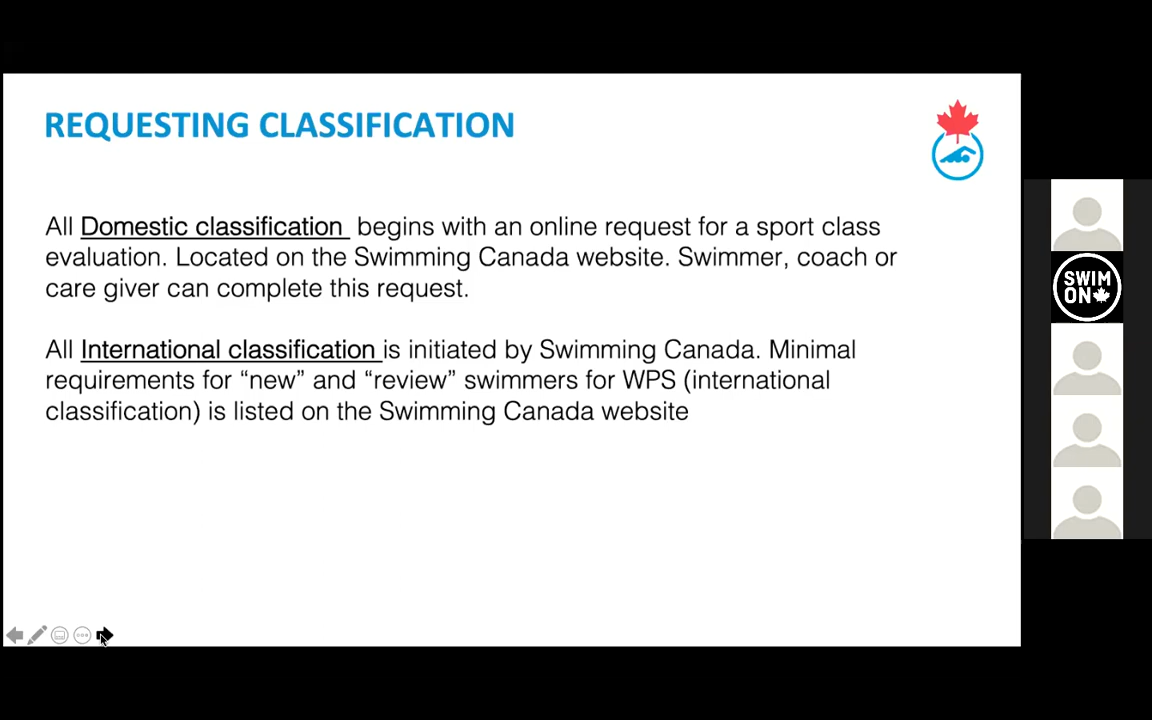 REQUESTING CLASSIFICATION
All Domestic classification begins with an online request for a sport class
evaluation. Located on the Swimming Canada website. Swimmer, coach or
care giver can complete this request.
All International classification is initiated by Swimming Canada. Minimal
requirements for “new” and “review” swimmers for WPS (international
classification) is listed on the Swimming Canada website
SWIM
ON